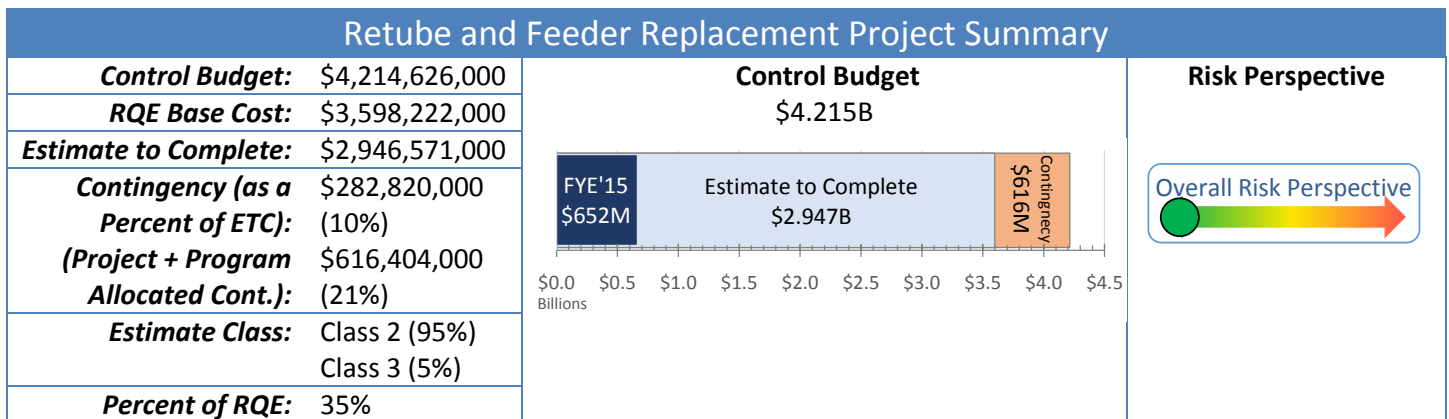 Retube and Feeder Replacement Project Summary
Control Budget: $4,214,626,000
RQE Base Cost: $3,598,222,000
Estimate to Complete: $2,946,571,000
Contingency (as a $282,820,000
Percent of ETC): (10%)
(Project + Program $616,404,000
Allocated Cont.): (21%)
Estimate Class: Class 2 (95%)
Class 3 (5%)
Percent of RQE: 35%
Control Budget
$4.215B
FYE'15
$652M
Estimate to Complete
$2.947B
Contingnecy
$616M
$0.0 $0.5 $1.0 $1.5 $2.0 $2.5 $3.0 $3.5 $4.0 $4.5
Billions
Risk Perspective
Overall Risk Perspective